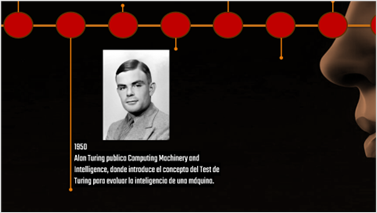 1950
Alan Turing publica Computing Machinery and
Intelligence, donde introduce el concepto del Test de
Turing para evaluar la inteligencia de una máquina.